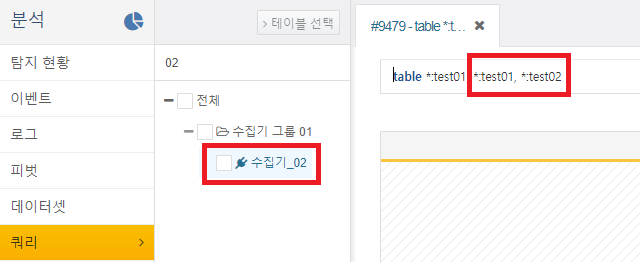 분석
탐지 현황
이벤트
로그
피벗
데이터셋
쿼리
테이블 선택
02
전체
수집기 그룹 01
수집기_02
#9479 - table *:t...
table *:test01 *:test01, *:test02